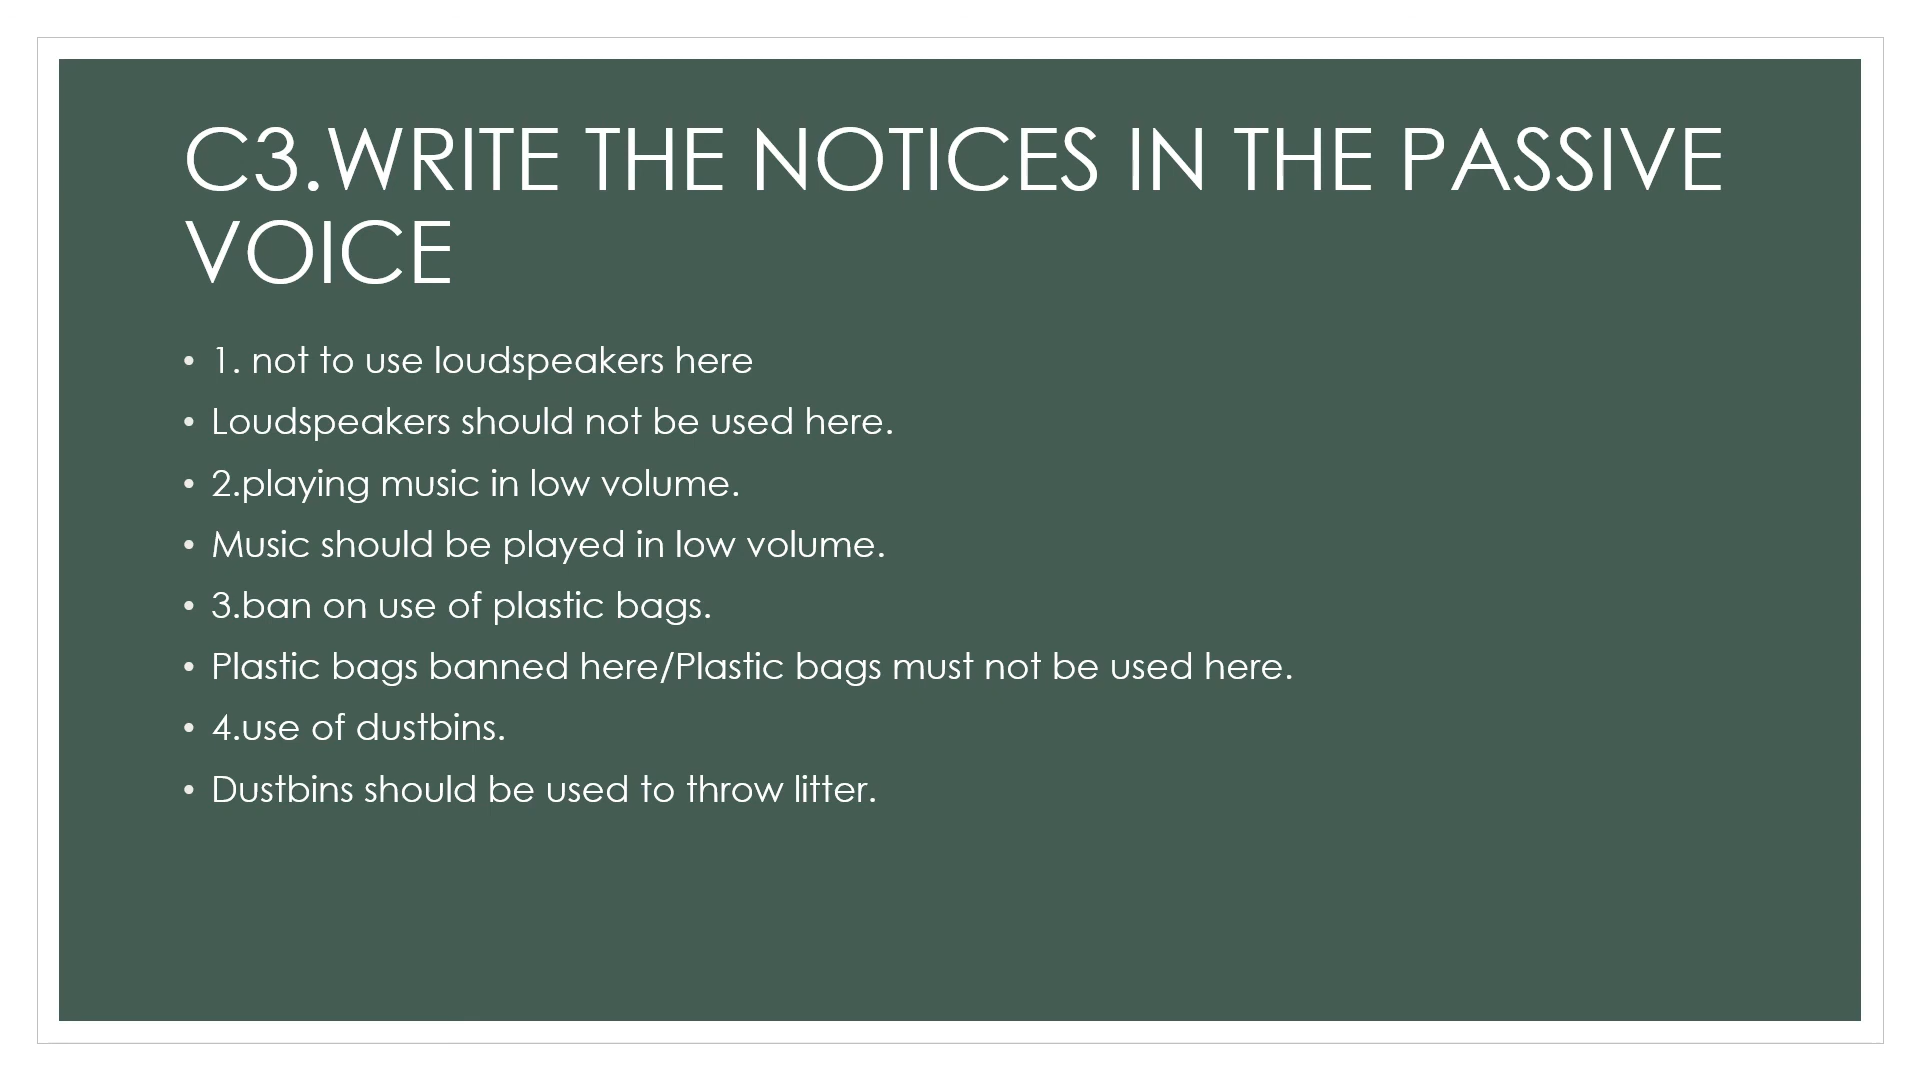 C3.WRITE THE NOTICES IN THE PASSIVE
VOICE
• 1. not to use loudspeakers here
• Loudspeakers should not be used here.
• 2.playing music in low volume.
• Music should be played in low volume.
• 3.ban on use of plastic bags.
• Plastic bags banned here/Plastic bags must not be used here.
• 4.use of dustbins.
• Dustbins should be used to throw litter.